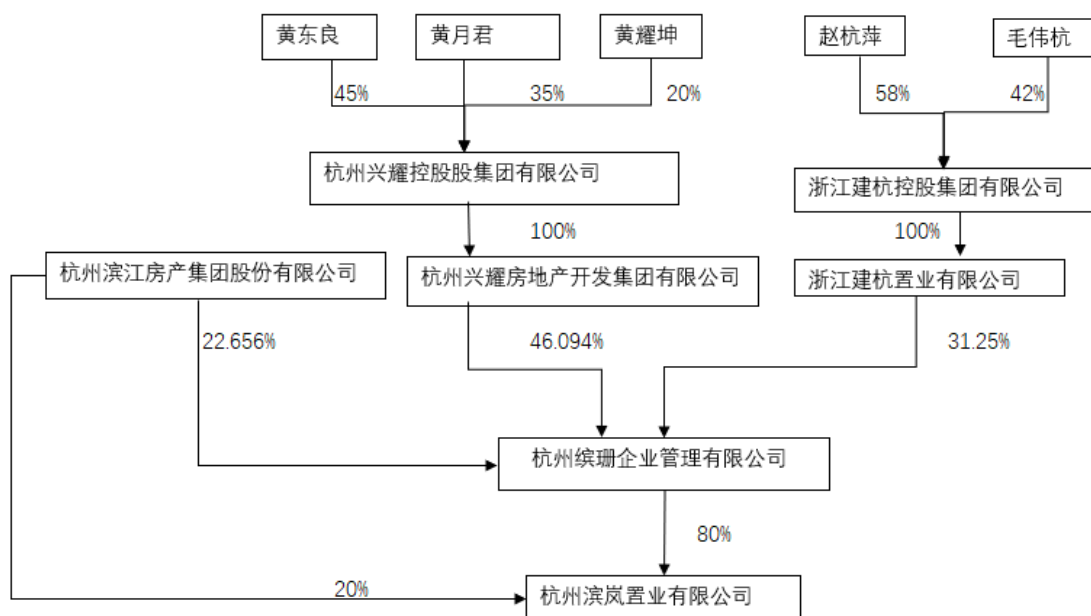 黄东良
黄月君
黄耀坤
赵杭萍
毛伟杭
45%
35%
20%
58%
42%
杭州兴耀控股股集团有限公司
浙江建杭控股集团有限公司
100%
100%
杭州滨江房产集团股份有限公司
杭州兴耀房地产开发集团有限公司
浙江建杭置业有限公司
22.656%
46.094%
31.25%
杭州缤珊企业管理有限公司
80%
20%
杭州滨岚置业有限公司